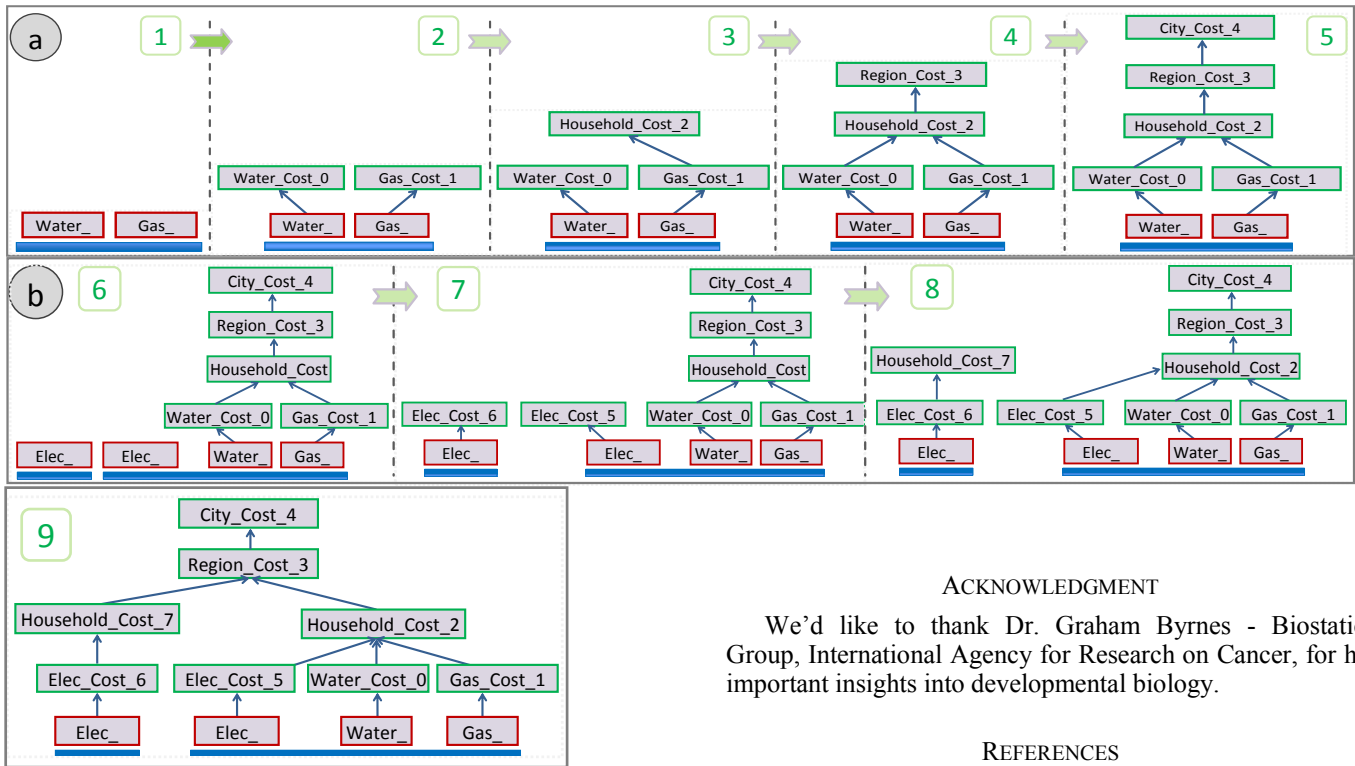 a
1
2
3
4
5
Water_ Gas_
Water_Cost_0 Gas_Cost_1
Water_ Gas_
Household_Cost_2
Water_Cost_0 Gas_Cost_1
Water_ Gas_
Region_Cost_3
Household_Cost_2
Water_Cost_0 Gas_Cost_1
Water_ Gas_
City_Cost_4
Region_Cost_3
Household_Cost_2
Water_Cost_0 Gas_Cost_1
Water_ Gas_
b
6
7
8
City_Cost_4
Region_Cost_3
Household_Cost
Water_Cost_0 Gas_Cost_1
Elec_ Elec_ Water_ Gas_
City_Cost_4
Region_Cost_3
Household_Cost
Elec_Cost_6 Elec_Cost_5 Water_Cost_0 Gas_Cost_1
Elec_ Elec_ Water_ Gas_
City_Cost_4
Region_Cost_3
Household_Cost_7 Household_Cost_2
Elec_Cost_6 Elec_Cost_5 Water_Cost_0 Gas_Cost_1
Elec_ Elec_ Water_ Gas_
9
City_Cost_4
Region_Cost_3
Household_Cost_7 Household_Cost_2
Elec_Cost_6 Elec_Cost_5 Water_Cost_0 Gas_Cost_1
Elec_ Elec_ Water_ Gas_
ACKNOWLEDGMENT
We'd like to thank Dr. Graham Byrnes - Biostatic
Group, International Agency for Research on Cancer, for h
important insights into developmental biology.
REFERENCES